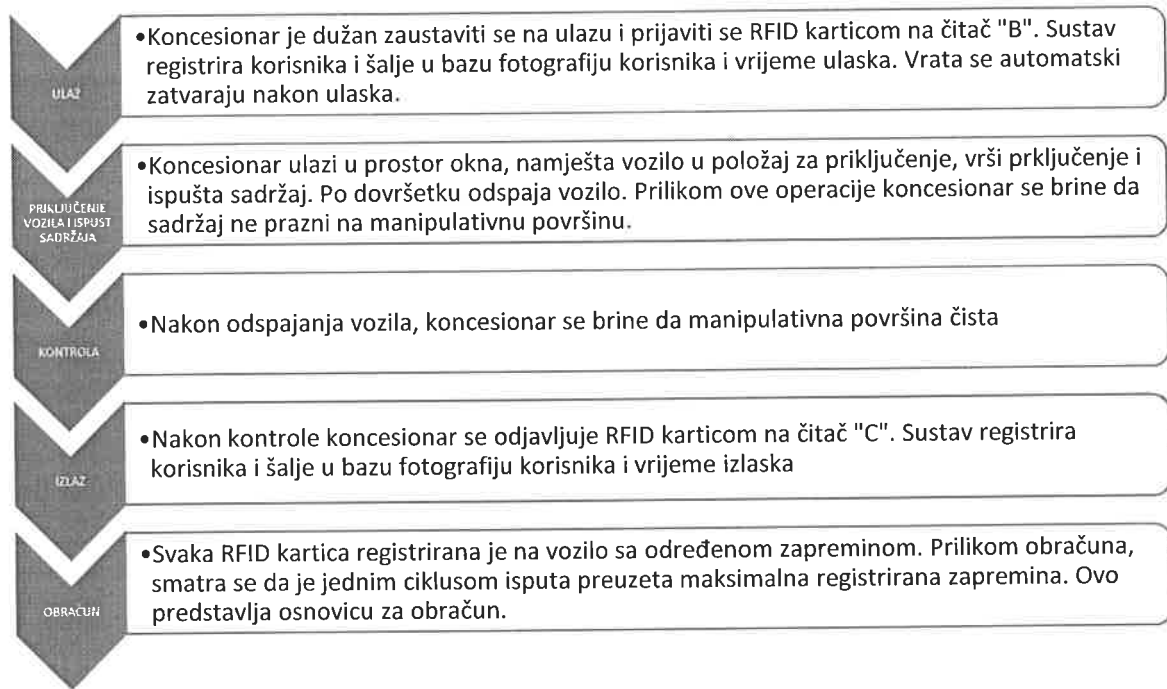 •Koncesionar je dužan zaustaviti se na ulazu i prijaviti se RFID karticom na čitač "B". Sustav
registrira korisnika i šalje u bazu fotografiju korisnika i vrijeme ulaska. Vrata se automatski
zatvaraju nakon ulaska.
ULAZ
•Koncesionar ulazi u prostor okna, namješta vozilo u položaj za priključenje, vrši prključenje i
ispušta sadržaj. Po dovršetku odspaja vozilo. Prilikom ove operacije koncesionar se brine da
sadržaj ne prazni na manipulativnu površinu.
PRIKLJUČENJE
VOZILA I ISPUST
SADRŽAJA
•Nakon odspajanja vozila, koncesionar se brine da manipulativna površina čista
KONTROLA
•Nakon kontrole koncesionar se odjavljuje RFID karticom na čitač "C". Sustav registrira
korisnika i šalje u bazu fotografiju korisnika i vrijeme izlaska
IZLAZ
•Svaka RFID kartica registrirana je na vozilo sa određenom zapreminom. Prilikom obračuna,
smatra se da je jednim ciklusom isputa preuzeta maksimalna registrirana zapremina. Ovo
predstavlja osnovicu za obračun.
OBRAČUN